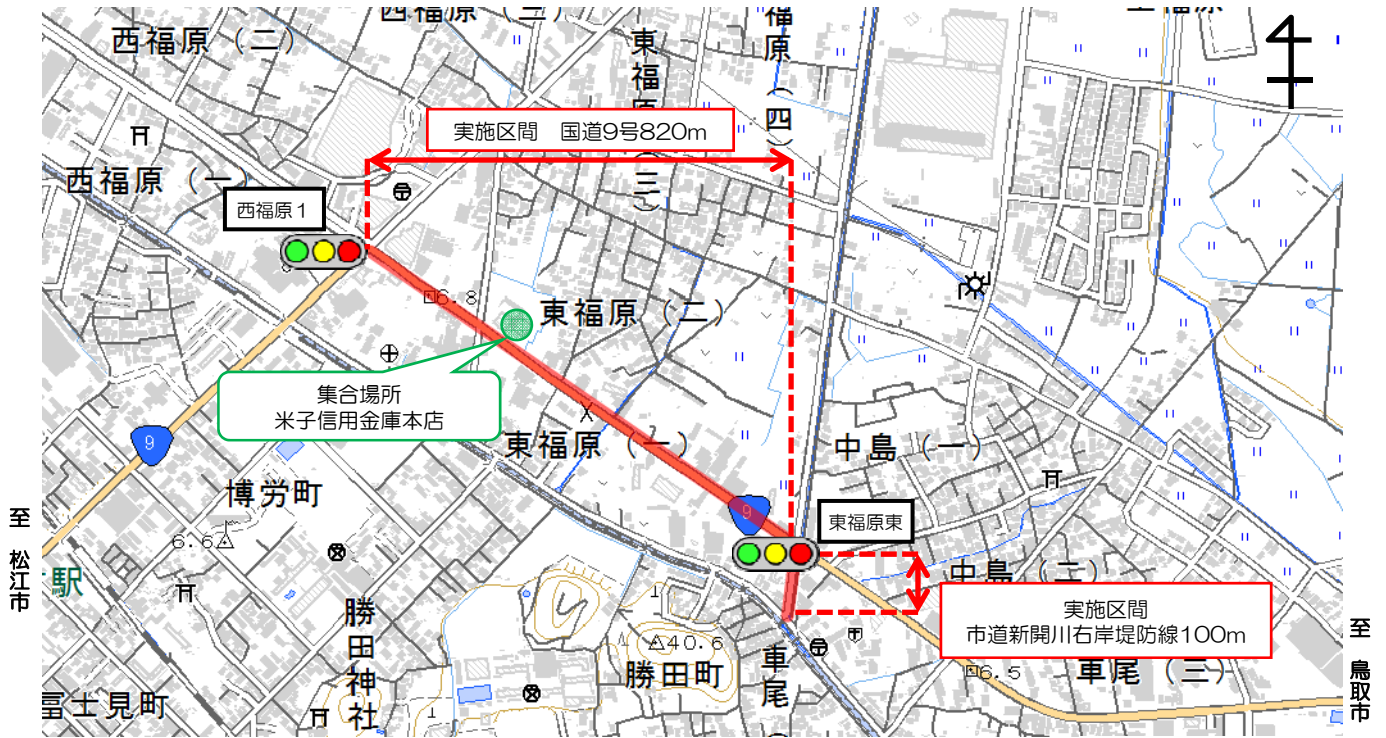 西福原（二）
西福原（三）
東福原（三）
福原（四）
実施区間　国道9号820m
西福原（一）
西福原1
6.8
東福原（二）
集合場所
米子信用金庫本店
東福原（一）
中島（一）
9
9
東福原東
博労町
6.6
中島（二）
実施区間
市道新開川右岸堤防線100m
至　松江市
駅
勝田神社
40.6
勝田町
車尾
6.5
車尾（三）
至　鳥取市
富士見町